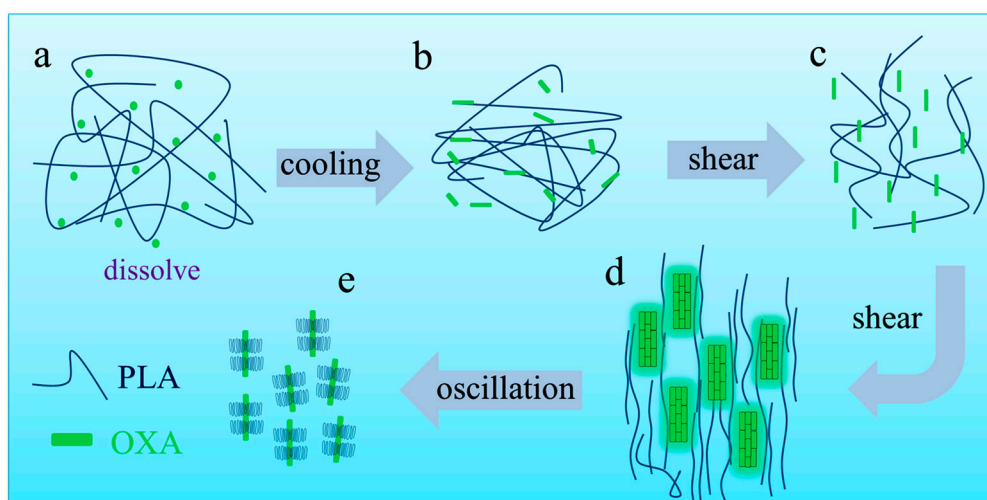 a
b
c
cooling
shear
dissolve
e
d
shear
PLA
oscillation
OXA